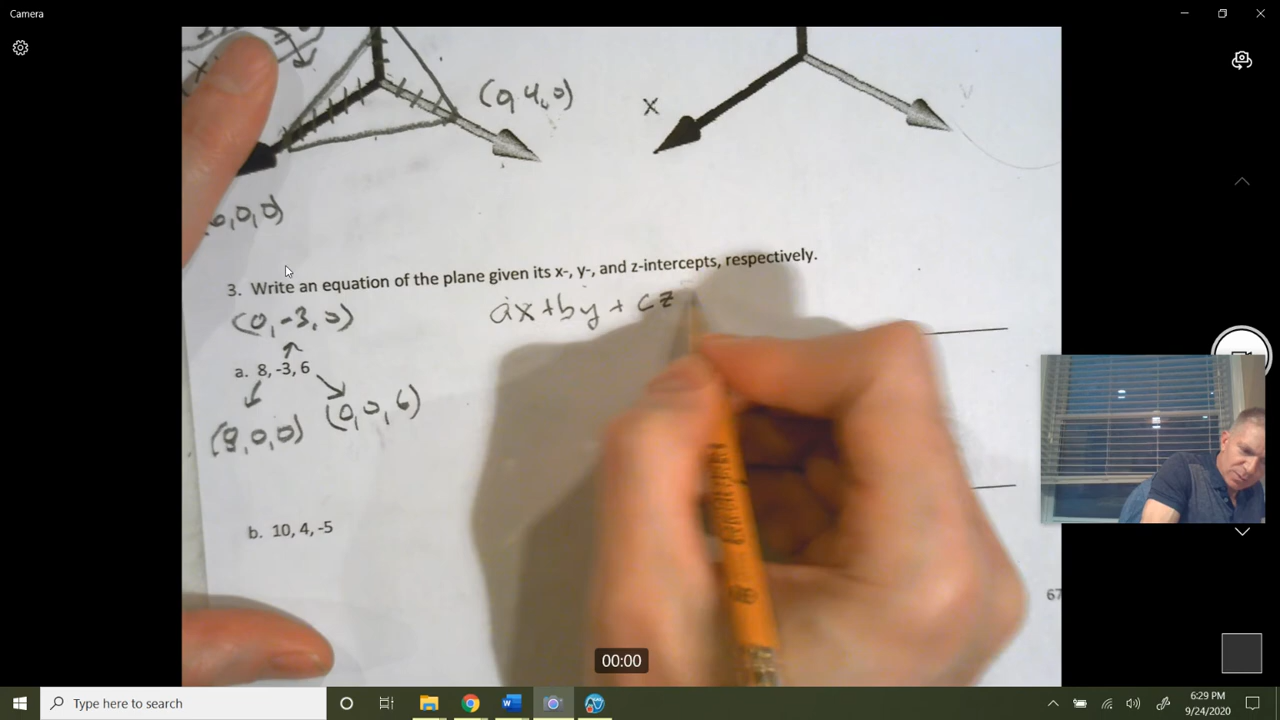 Camera
(0,4,0)
x
6,0,0)
3. Write an equation of the plane given its x-, y-, and z-intercepts, respectively.
(0,-3,0)
ax+by+cz
a. 8, -3, 6
(8,0,0)
(0,0,6)
b. 10, 4, -5
67
00:00
Type here to search
6:29 PM
9/24/2020